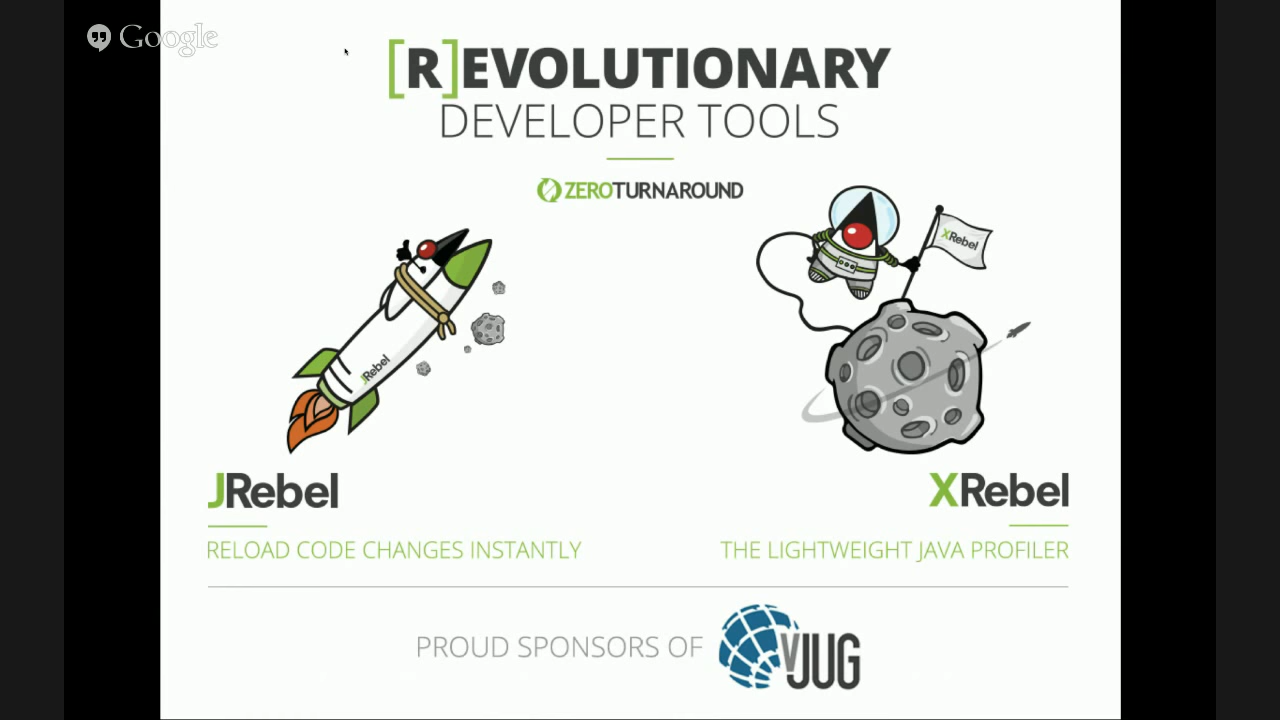 Google
[R]EVOLUTIONARY
DEVELOPER TOOLS
ZEROTURNAROUND
XRebel
JRebel
JRebel
XRebel
RELOAD CODE CHANGES INSTANTLY
THE LIGHTWEIGHT JAVA PROFILER
PROUD SPONSORS OF
vJUG